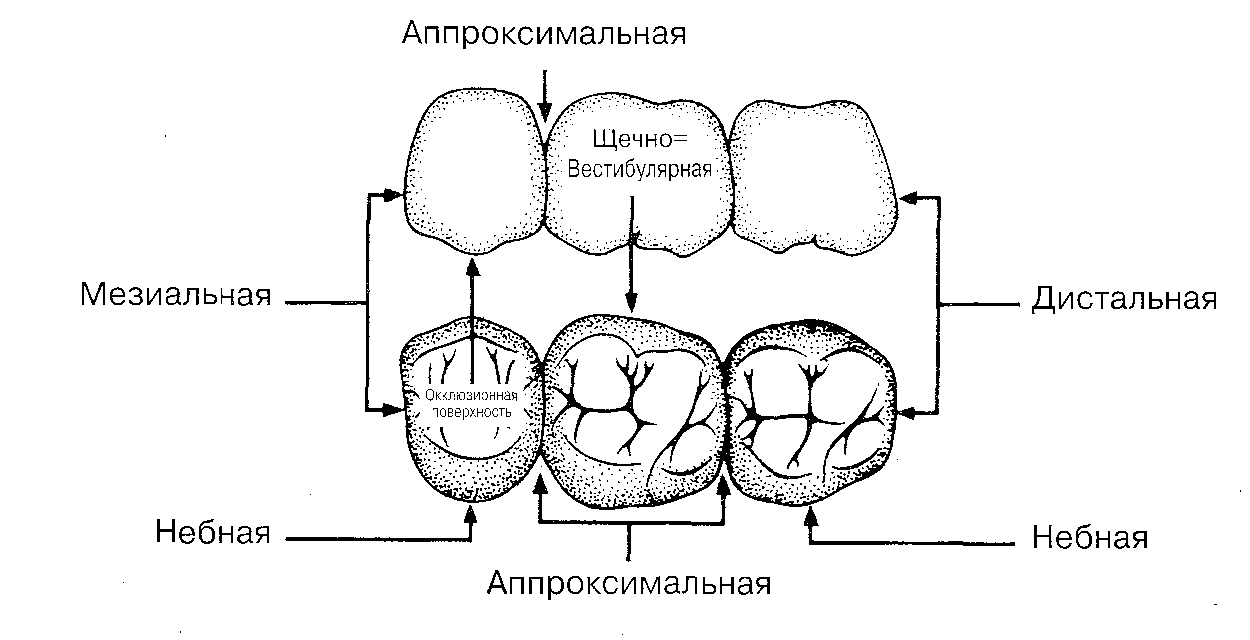 Аппроксимальная
Щечно=
Вестибулярная
Мезиальная
Дистальная
Окклюзионная
поверхность
Небная
Небная
Аппроксимальная